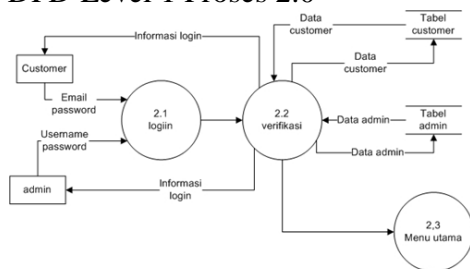 DFD Level 1 Proses 2.0
Informasi login
Data
customer
Tabel
customer
Customer
Data
customer
Email
password
2.1
logiin
2.2
verifikasi
Username
password
Data admin
Tabel
admin
Data admin
admin
Informasi
login
2,3
Menu utama